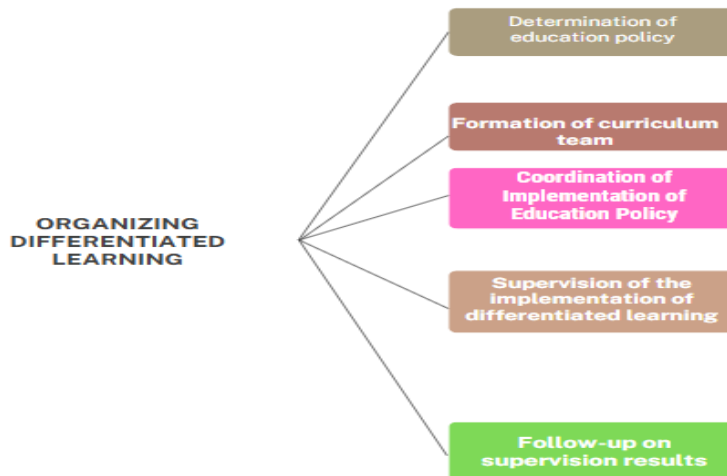 Determination of
education policy
Formation of curriculum
team
Coordination of
Implementation of
Education Policy
ORGANIZING
DIFFERENTIATED
LEARNING
Supervision of the
implementation of
differentiated learning
Follow-up on
supervision results